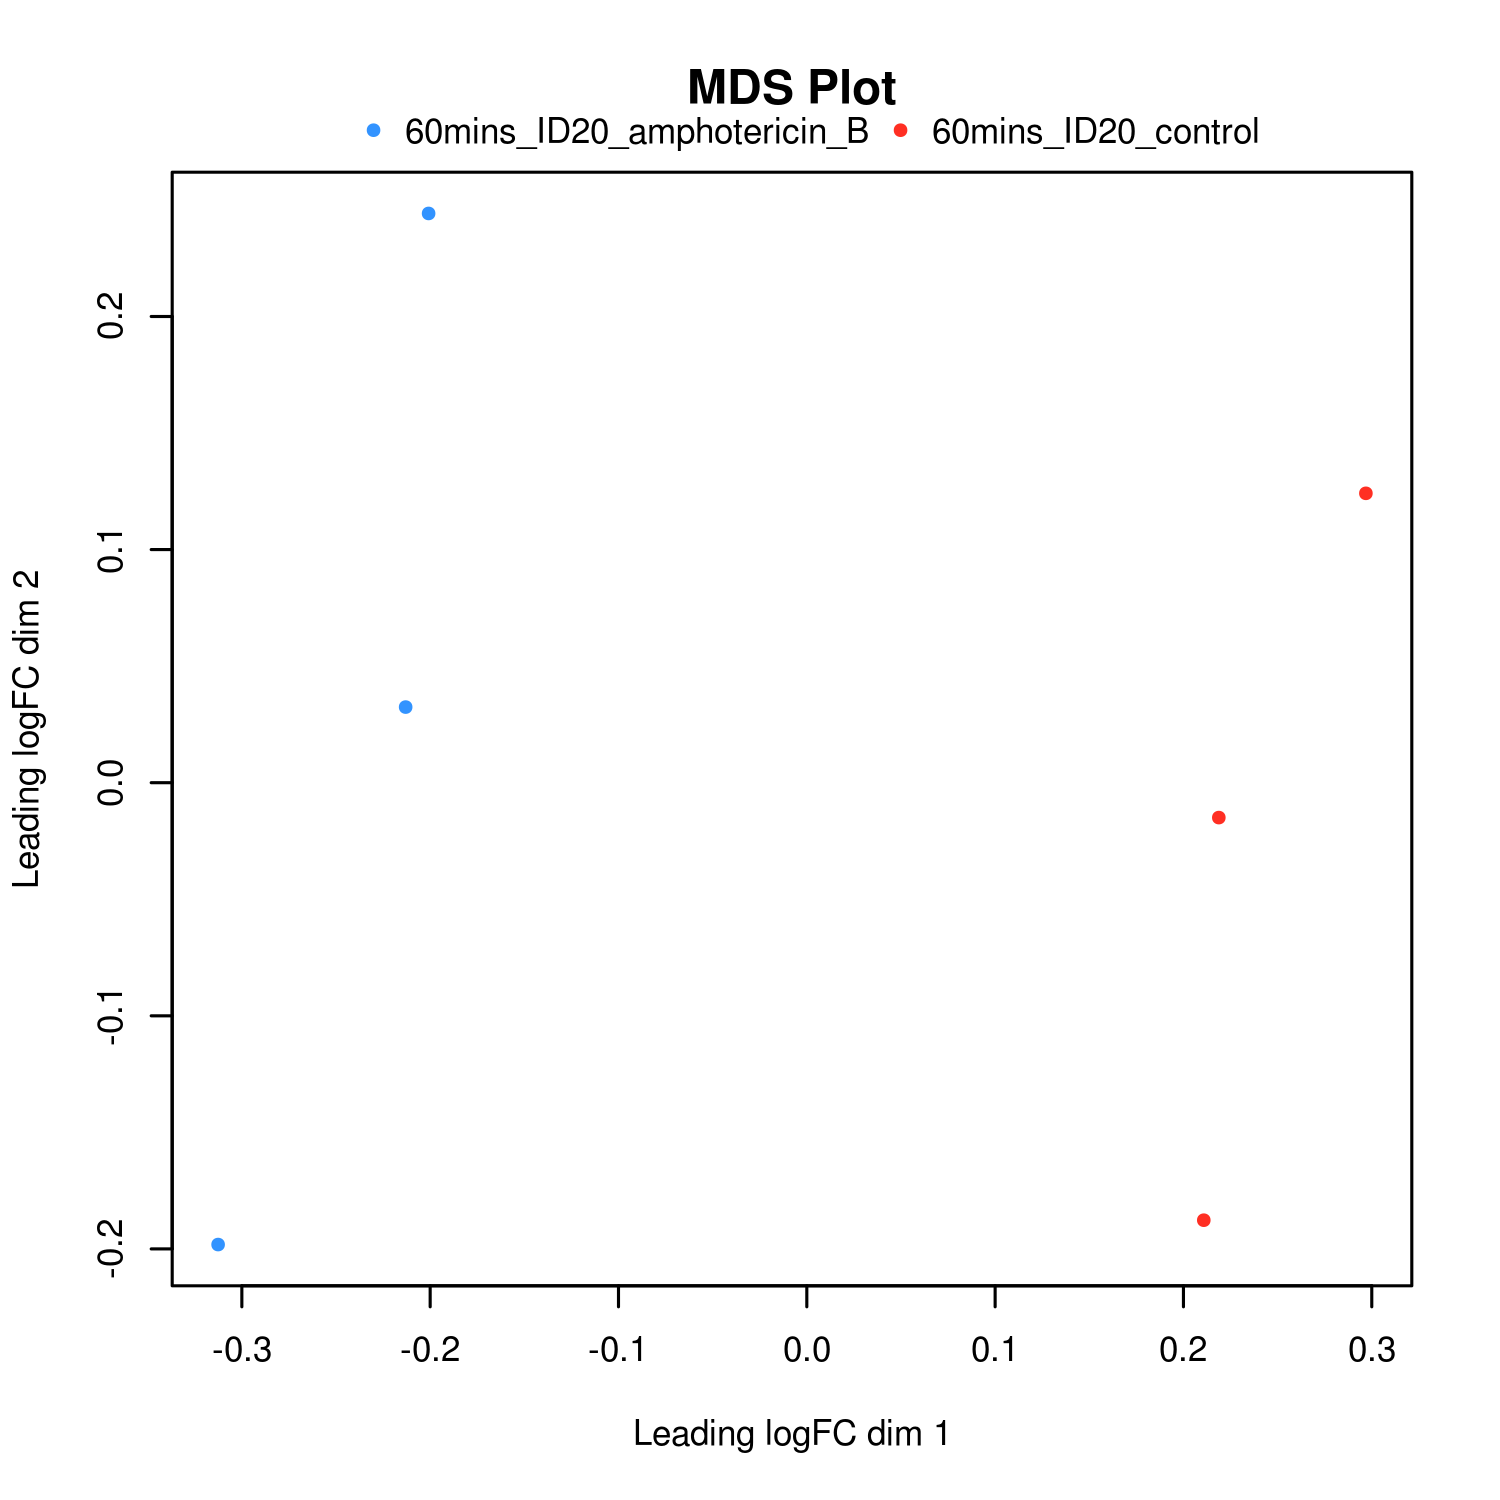 MDS Plot
60mins_ID20_amphotericin_B 60mins_ID20_control
0.2
0.1
0.0
-0.1
-0.2
Leading logFC dim 2
-0.3 -0.2 -0.1 0.0 0.1 0.2 0.3
Leading logFC dim 1